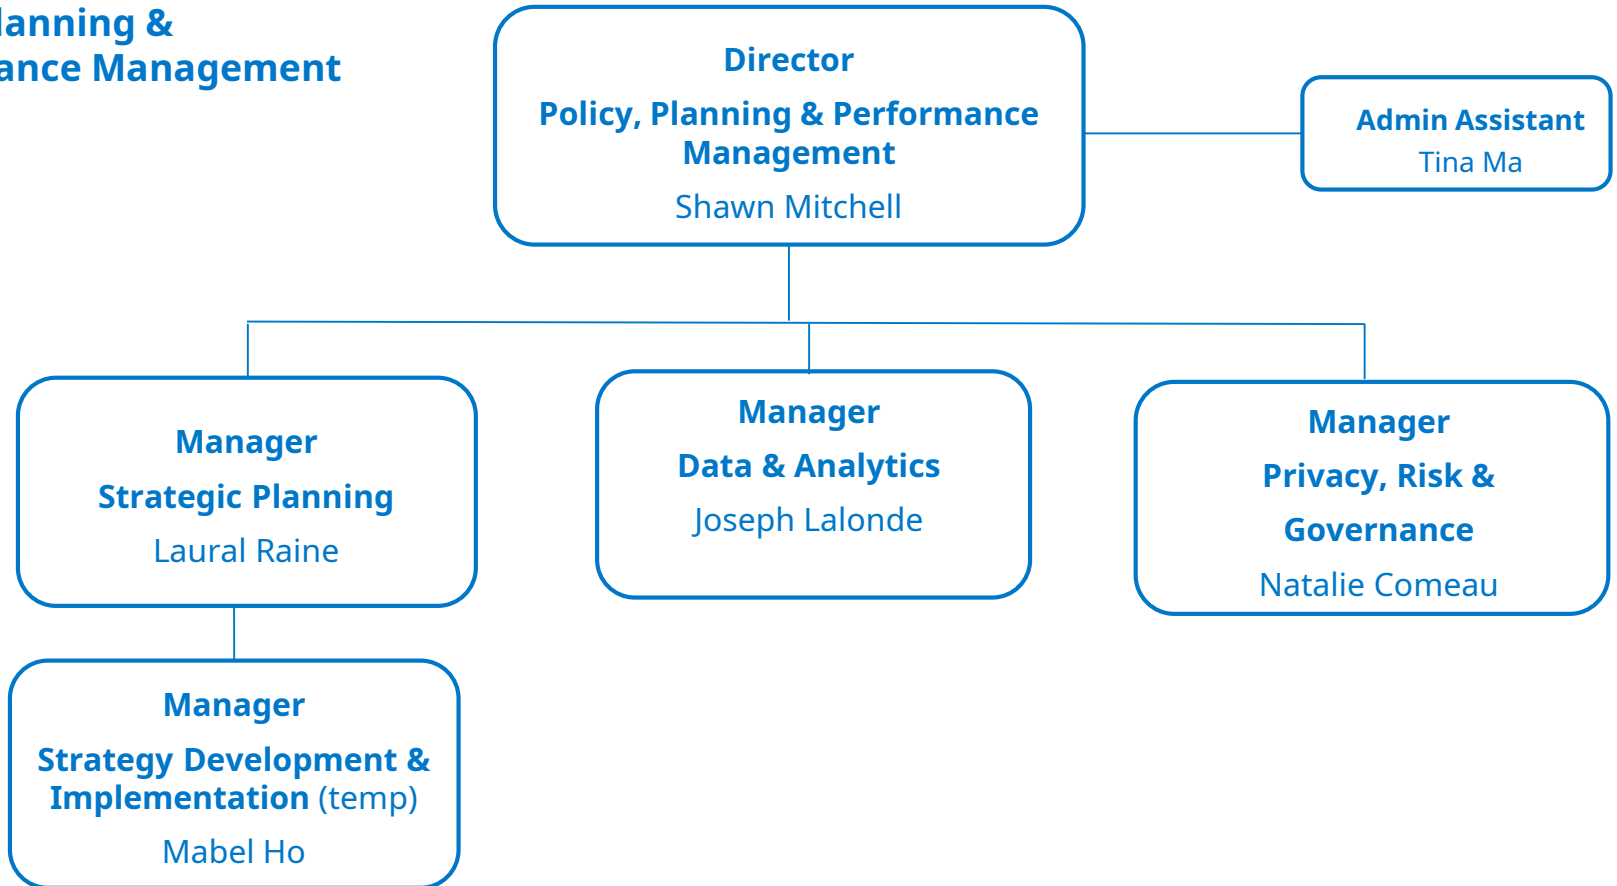 lanning &
ance Management
Director
Policy, Planning & Performance
Management
Shawn Mitchell
Admin Assistant
Tina Ma
Manager
Strategic Planning
Laural Raine
Manager
Data & Analytics
Joseph Lalonde
Manager
Privacy, Risk &
Governance
Natalie Comeau
Manager
Strategy Development &
Implementation (temp)
Mabel Ho